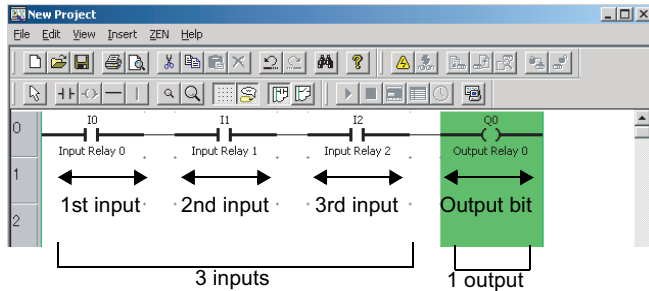 New Project
File Edit View Insert ZEN Help
0 I0 I1 I2 Q0
Input Relay 0 Input Relay 1 Input Relay 2 Output Relay 0
1
1st input 2nd input 3rd input Output bit
2
3 inputs 1 output